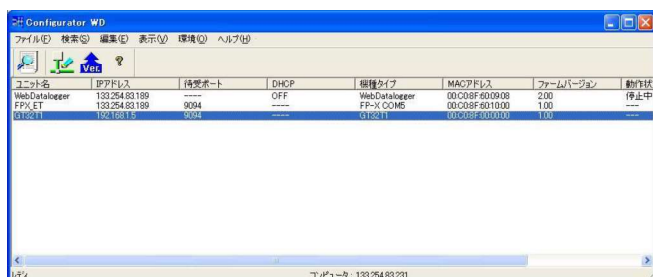 Configurator WD
ファイル(F) 検索(S) 編集(E) 表示(V) 環境(O) ヘルプ(H)
Ver. ?
ユニット名 IPアドレス 待受ポート DHCP 機種タイプ MACアドレス ファームバージョン 動作状
WebDatalogger 133.254.83.189 ---- OFF WebDatalogger 00:C0:8F:60:09:08 2.00 停止中
FPX_ET 133.254.83.189 9094 ---- FP-X COM5 00:C0:8F:60:10:00 1.00 ---
GT32T1 192.168.1.5 9094 ---- GT32T1 00:C0:8F:00:00:00 1.00 ---
レディ コンピュータ : 133.254.83.231